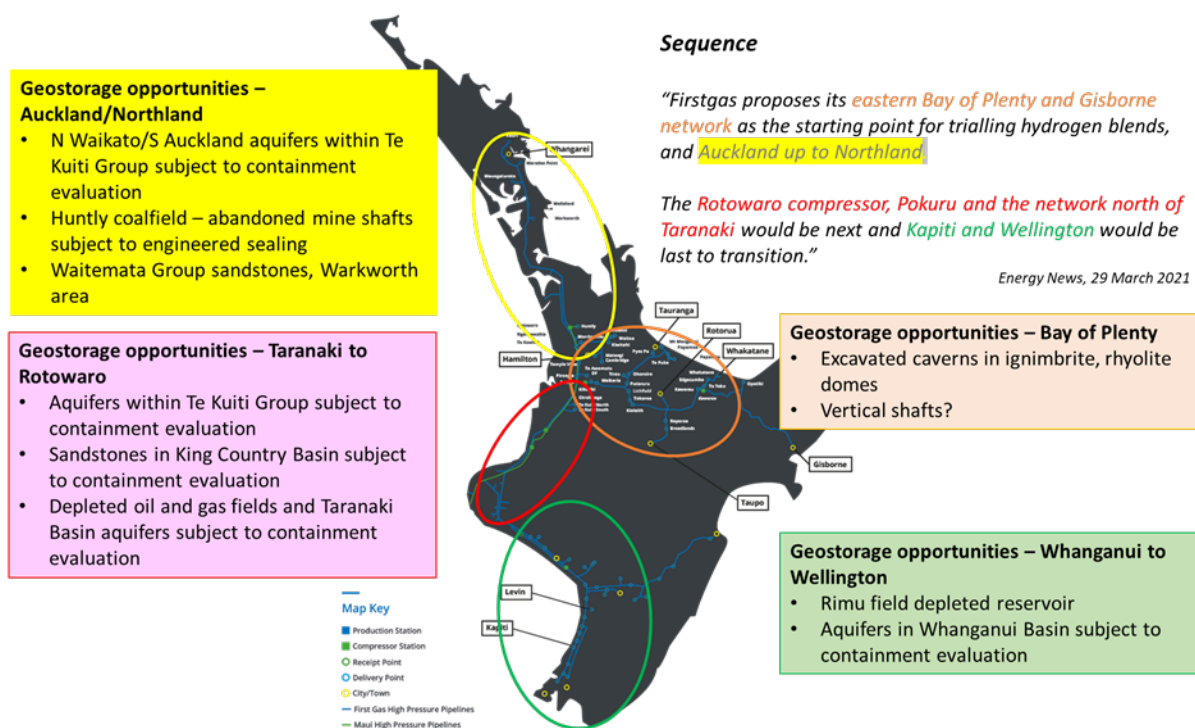 Sequence
“Firstgas proposes its eastern Bay of Plenty and Gisborne
network as the starting point for trialling hydrogen blends,
and Auckland up to Northland.
The Rotowaro compressor, Pokuru and the network north of
Taranaki would be next and Kapiti and Wellington would be
last to transition.”
Energy News, 29 March 2021
Geostorage opportunities –
Auckland/Northland
• N Waikato/S Auckland aquifers within Te
Kuiti Group subject to containment
evaluation
• Huntly coalfield – abandoned mine shafts
subject to engineered sealing
• Waitemata Group sandstones, Warkworth
area
Geostorage opportunities – Taranaki to
Rotowaro
• Aquifers within Te Kuiti Group subject to
containment evaluation
• Sandstones in King Country Basin subject
to containment evaluation
• Depleted oil and gas fields and Taranaki
Basin aquifers subject to containment
evaluation
Geostorage opportunities – Bay of Plenty
• Excavated caverns in ignimbrite, rhyolite
domes
• Vertical shafts?
Geostorage opportunities – Whanganui to
Wellington
• Rimu field depleted reservoir
• Aquifers in Whanganui Basin subject to
containment evaluation
Whangarei
Wellsford
Warkworth
Tauranga
Rotorua
Whakatane
Hamilton
Huntly
Gisborne
Taupo
Levin
Kapiti
Map Key
Production Station
Compressor Station
Receipt Point
Delivery Point
City/Town
First Gas High Pressure Pipelines
Maui High Pressure Pipelines